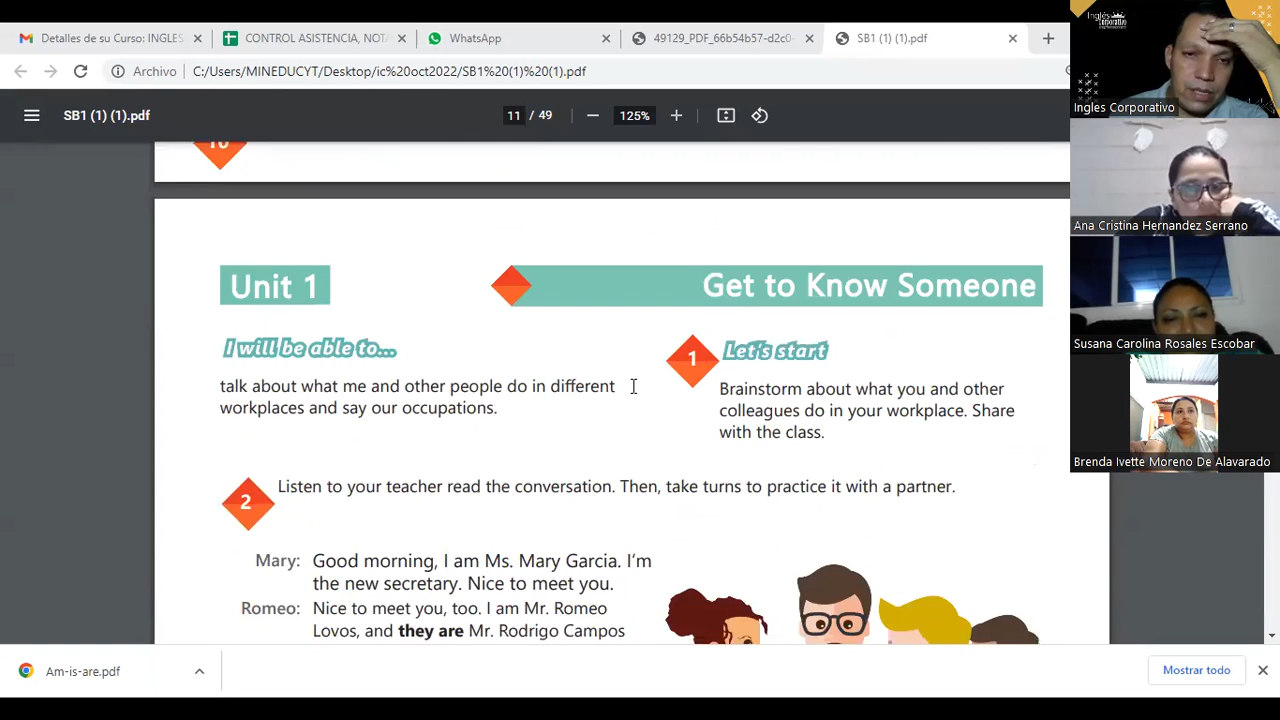 Detalles de su Curso: INGLES
CONTROL ASISTENCIA, NOTA
WhatsApp
49129_PDF_66b54b57-d2c0-
SB1 (1) (1).pdf
Archivo
C:/Users/MINEDUCYT/Desktop/ic%20oct2022/SB1%20(1)%20(1).pdf
SB1 (1) (1).pdf
11 / 49
125%
10
Unit 1
Get to Know Someone
I will be able to...
talk about what me and other people do in different
workplaces and say our occupations.
1
Let's start
Brainstorm about what you and other
colleagues do in your workplace. Share
with the class.
2
Listen to your teacher read the conversation. Then, take turns to practice it with a partner.
Mary: Good morning, I am Ms. Mary Garcia. I'm
the new secretary. Nice to meet you.
Romeo: Nice to meet you, too. I am Mr. Romeo
Lovos, and they are Mr. Rodrigo Campos
Am-is-are.pdf
Mostrar todo
Inglés
Corporativo
Ingles Corporativo
Ana Cristina Hernandez Serrano
Susana Carolina Rosales Escobar
Brenda Ivette Moreno De Alavarado